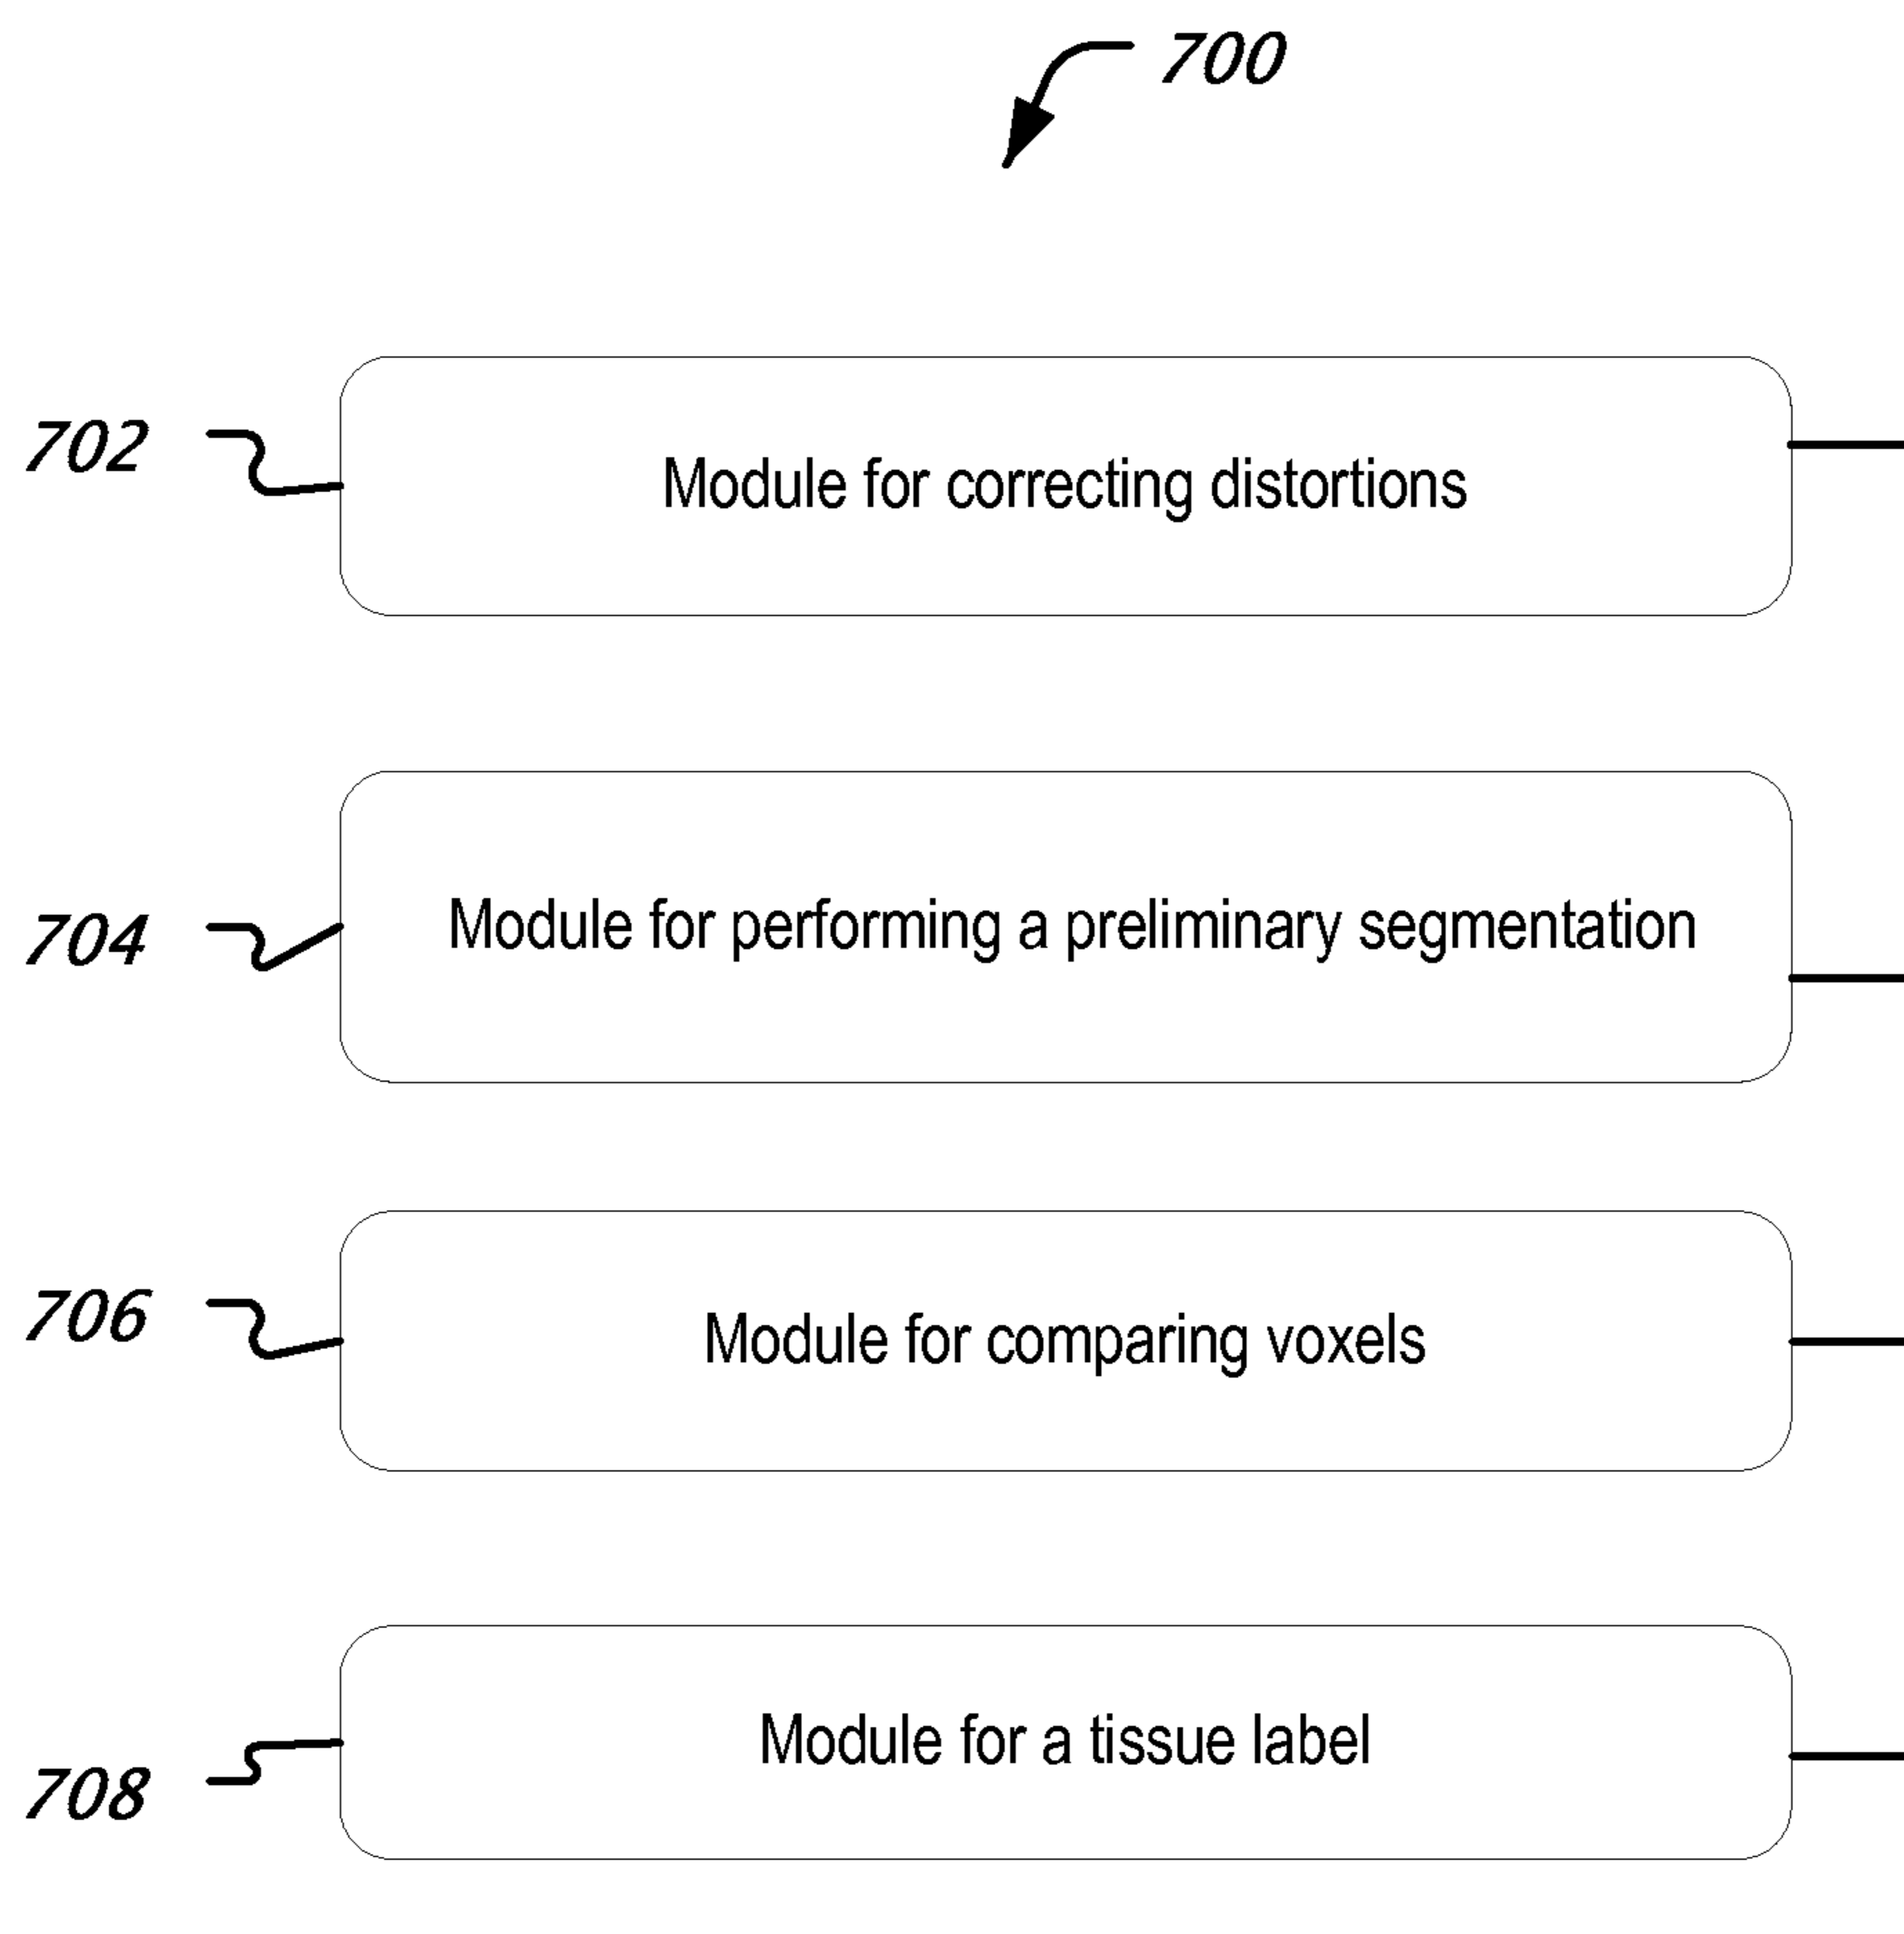 700
702
Module for correcting distortions
704
Module for performing a preliminary segmentation
706
Module for comparing voxels
708
Module for a tissue label